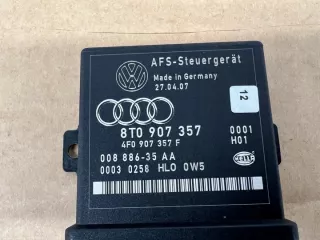 AFS-Steuergerät
Made in Germany
27.04.07
12
8T0 907 357 0001
4F0 907 357 F H01
008 886-35 AA
0003 0256 HLO 0W5
HELLA